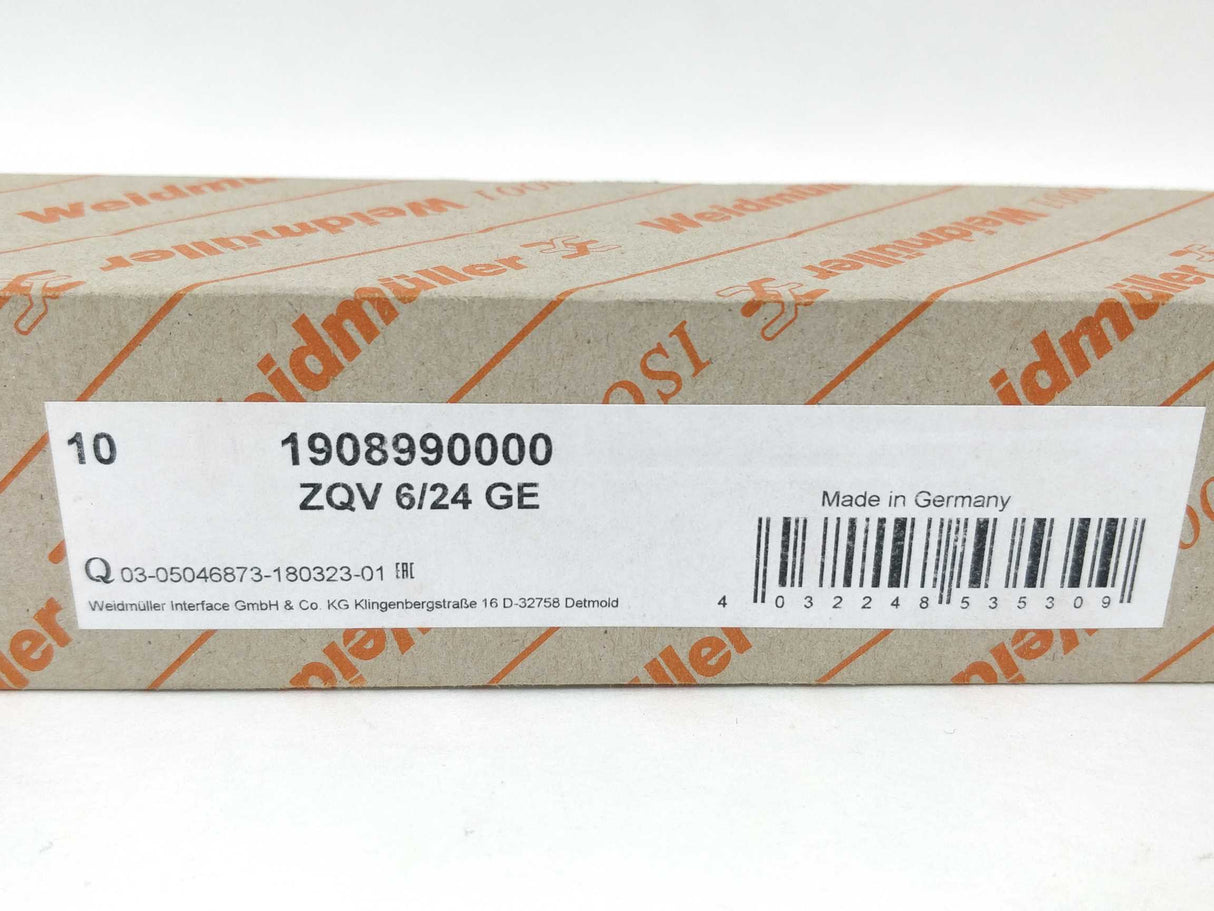 Weidmüller
Weidmüller
Weidmüller
Weidmüller
Weidmüller
10 1908990000
ZQV 6/24 GE
Made in Germany
Q 03-05046873-180323-01 EAC
Weidmüller Interface GmbH & Co. KG Klingenbergstraße 16 D-32758 Detmold
4 032248 535309